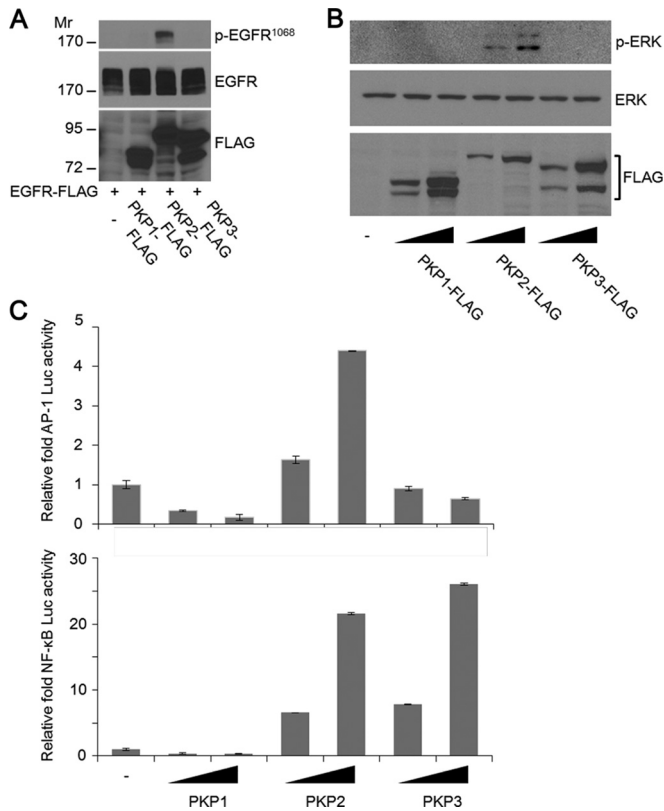 A
Mr
170
p-EGFR1068
170
EGFR
95
72
FLAG
EGFR-FLAG + + + +
-
PKP1-
FLAG
PKP2-
FLAG
PKP3-
FLAG
B
p-ERK
ERK
FLAG
-
PKP1-FLAG
PKP2-FLAG
PKP3-FLAG
C
Relative fold AP-1 Luc activity
5
4
3
2
1
0
Relative fold NF-κB Luc activity
30
20
10
0
-
PKP1 PKP2 PKP3